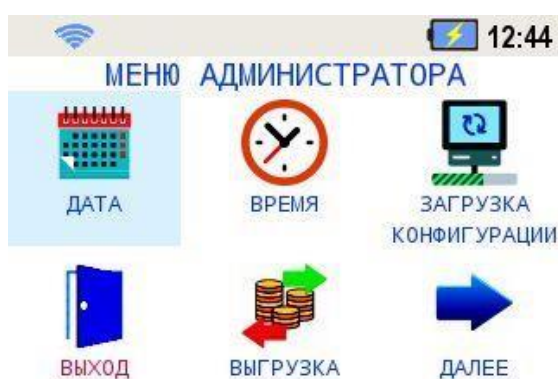 12:44
МЕНЮ АДМИНИСТРАТОРА
ДАТА
ВРЕМЯ
ЗАГРУЗКА
КОНФИГУРАЦИИ
ВЫХОД
ВЫГРУЗКА
ДАЛЕЕ